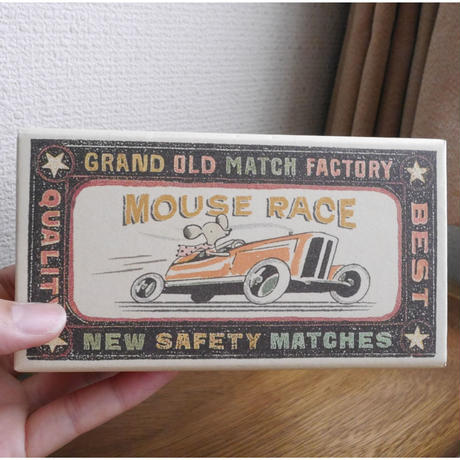 GRAND OLD MATCH FACTORY
QUALITY
MOUSE RACE
BEST
NEW SAFETY MATCHES